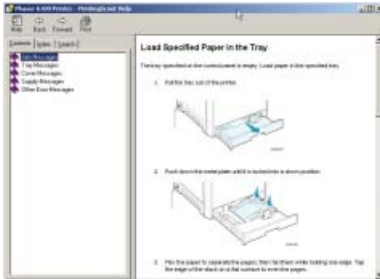 Phaser 6100 Printer - PrintingScout Help
Hide Back Forward Print
Contents Index Search
Tray Messages
Cover Messages
Supply Messages
Other Error Messages
Load Specified Paper in the Tray
The tray specified on the control panel is empty. Load paper in the specified tray.
1. Pull the tray out of the printer.
2. Push down the metal plate until it is locked into a down position.
3. Flex the paper to separate the pages, then fan them while holding one edge. Tap
the edge of the stack on a flat surface to even the pages.